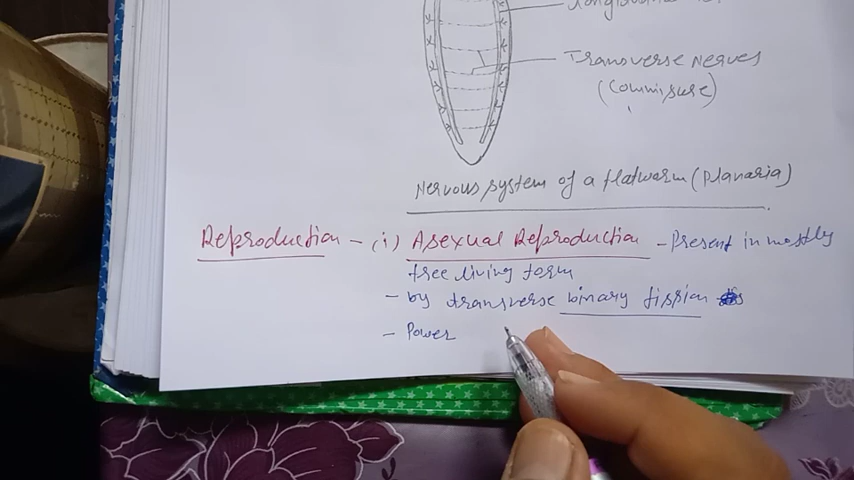 Transverse Nerves
(Commissure)
Nervous system of a flatworm (Planaria)
Reproduction - (i) Asexual Reproduction - Present in mostly
free living form
- by transverse binary fission
- Power